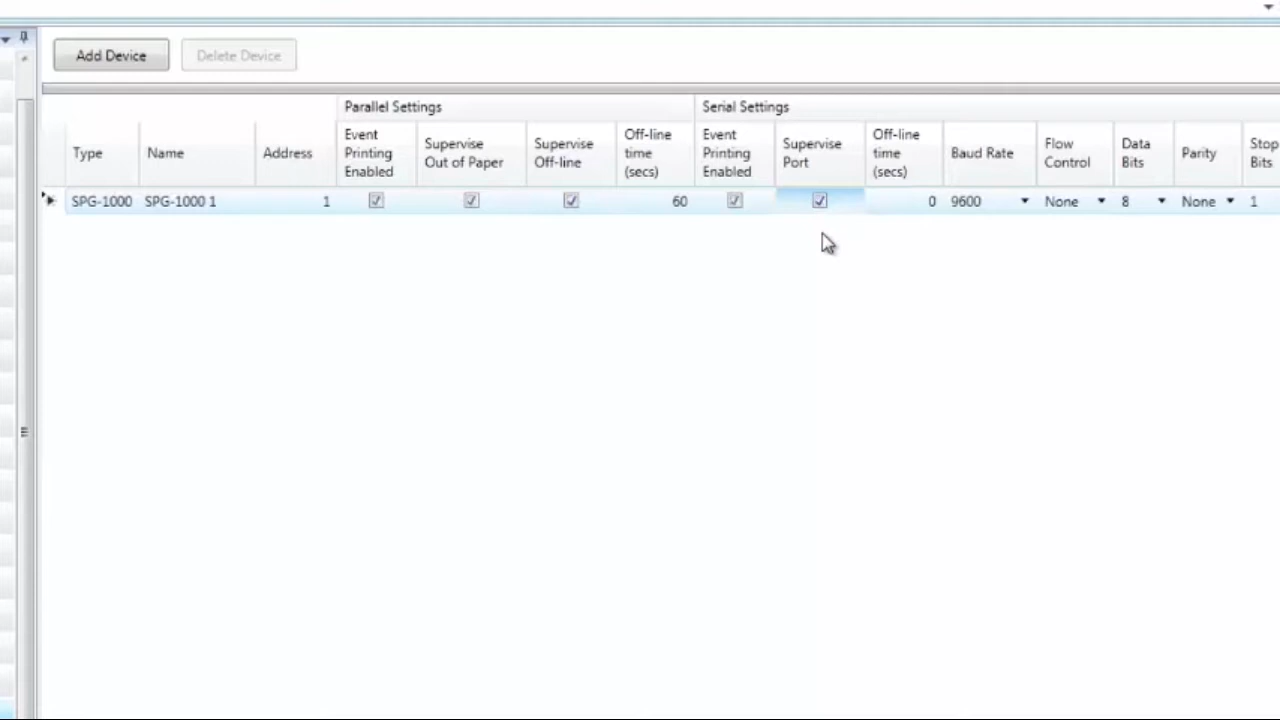 Add Device
Delete Device
Parallel Settings
Serial Settings
Type
Name
Address
Event Printing Enabled
Supervise Out of Paper
Supervise Off-line
Off-line time (secs)
Event Printing Enabled
Supervise Port
Off-line time (secs)
Baud Rate
Flow Control
Data Bits
Parity
Stop Bits
SPG-1000 SPG-1000 1 1 60 0 9600 None 8 None 1